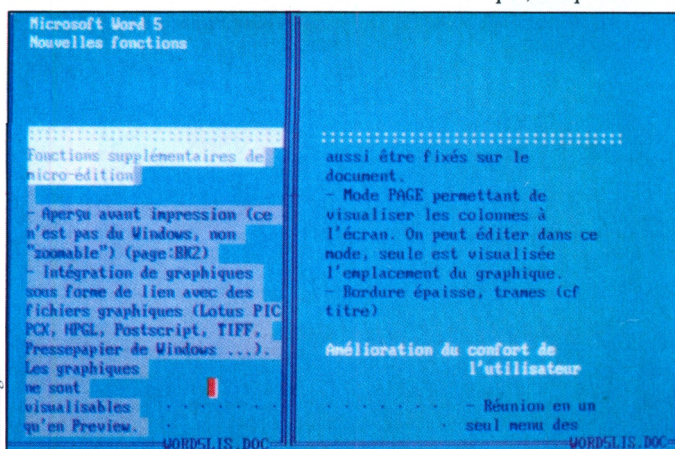 Microsoft Word 5
Nouvelles fonctions
Fonctions supplémentaires de
micro-édition
- Aperçu avant impression (ce
n'est pas du Windows, non
"zoomable") (page:BK2)
- Intégration de graphiques
sous forme de lien avec des
fichiers graphiques (Lotus PIC
PCX, HPGL, Postscript, TIFF,
Pressepapier de Windows ...).
Les graphiques
ne sont
visualisables
qu'en Preview.
WORD5LIS.DOC
aussi être fixés sur le
document.
- Mode PAGE permettant de
visualiser les colonnes à
l'écran. On peut éditer dans ce
mode, seule est visualisée
l'emplacement du graphique.
- Bordure épaisse, trames (cf
titre)
Amélioration du confort de
l'utilisateur
- Réunion en un
seul menu des
WORD5LIS.DOC